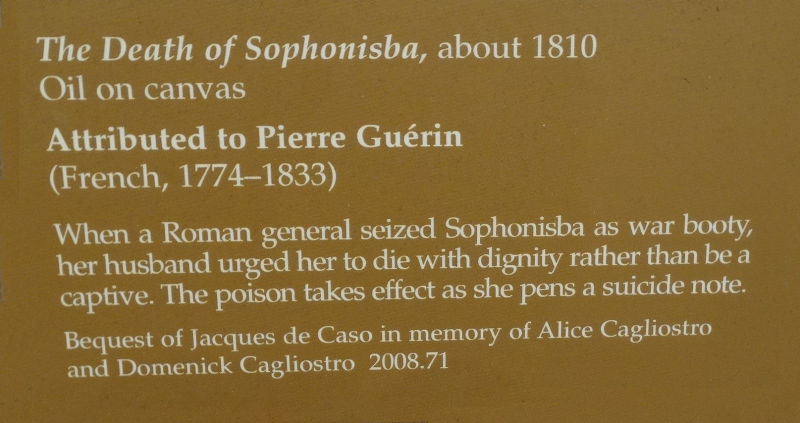 The Death of Sophonisba, about 1810
Oil on canvas
Attributed to Pierre Guérin
(French, 1774–1833)
When a Roman general seized Sophonisba as war booty,
her husband urged her to die with dignity rather than be a
captive. The poison takes effect as she pens a suicide note.
Bequest of Jacques de Caso in memory of Alice Cagliostro
and Domenick Cagliostro 2008.71